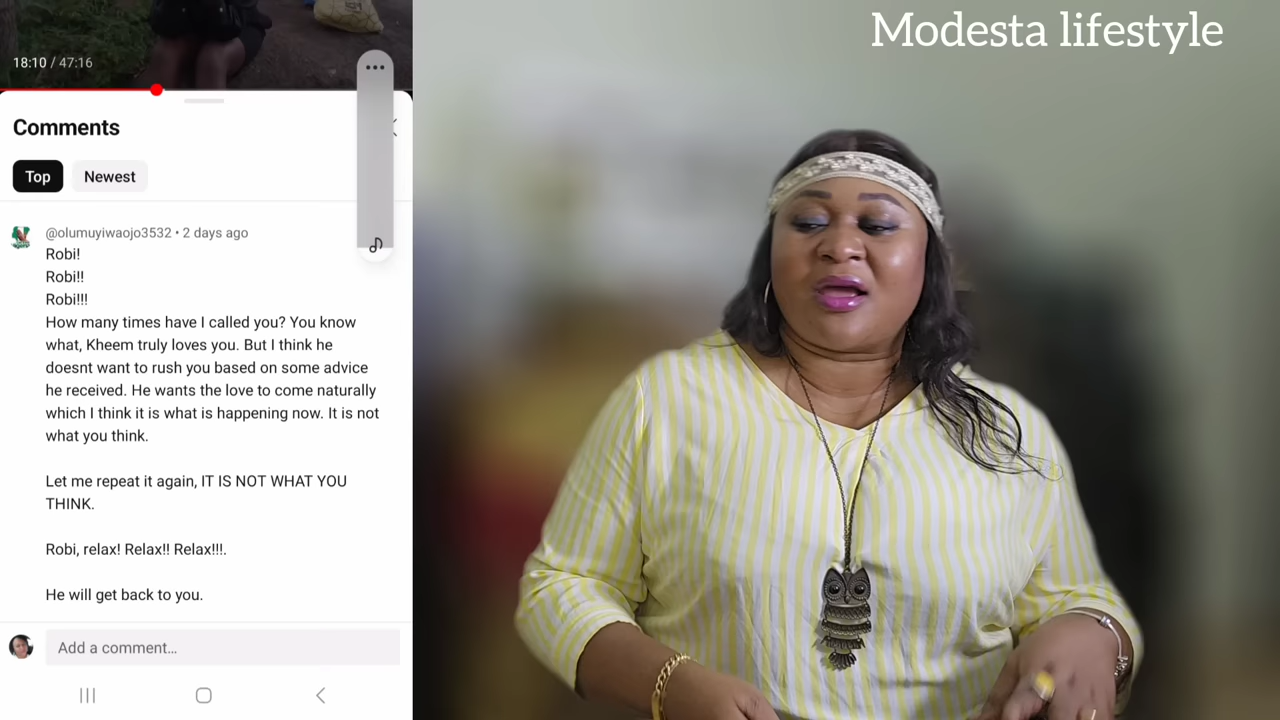 Modesta lifestyle
18:10 / 47:16
Comments
Top Newest
@olumuyiwaojo3532 • 2 days ago
Robi!
Robi!!
Robi!!!
How many times have I called you? You know
what, Kheem truly loves you. But I think he
doesnt want to rush you based on some advice
he received. He wants the love to come naturally
which I think it is what is happening now. It is not
what you think.
Let me repeat it again, IT IS NOT WHAT YOU
THINK.
Robi, relax! Relax!! Relax!!!.
He will get back to you.
Add a comment...